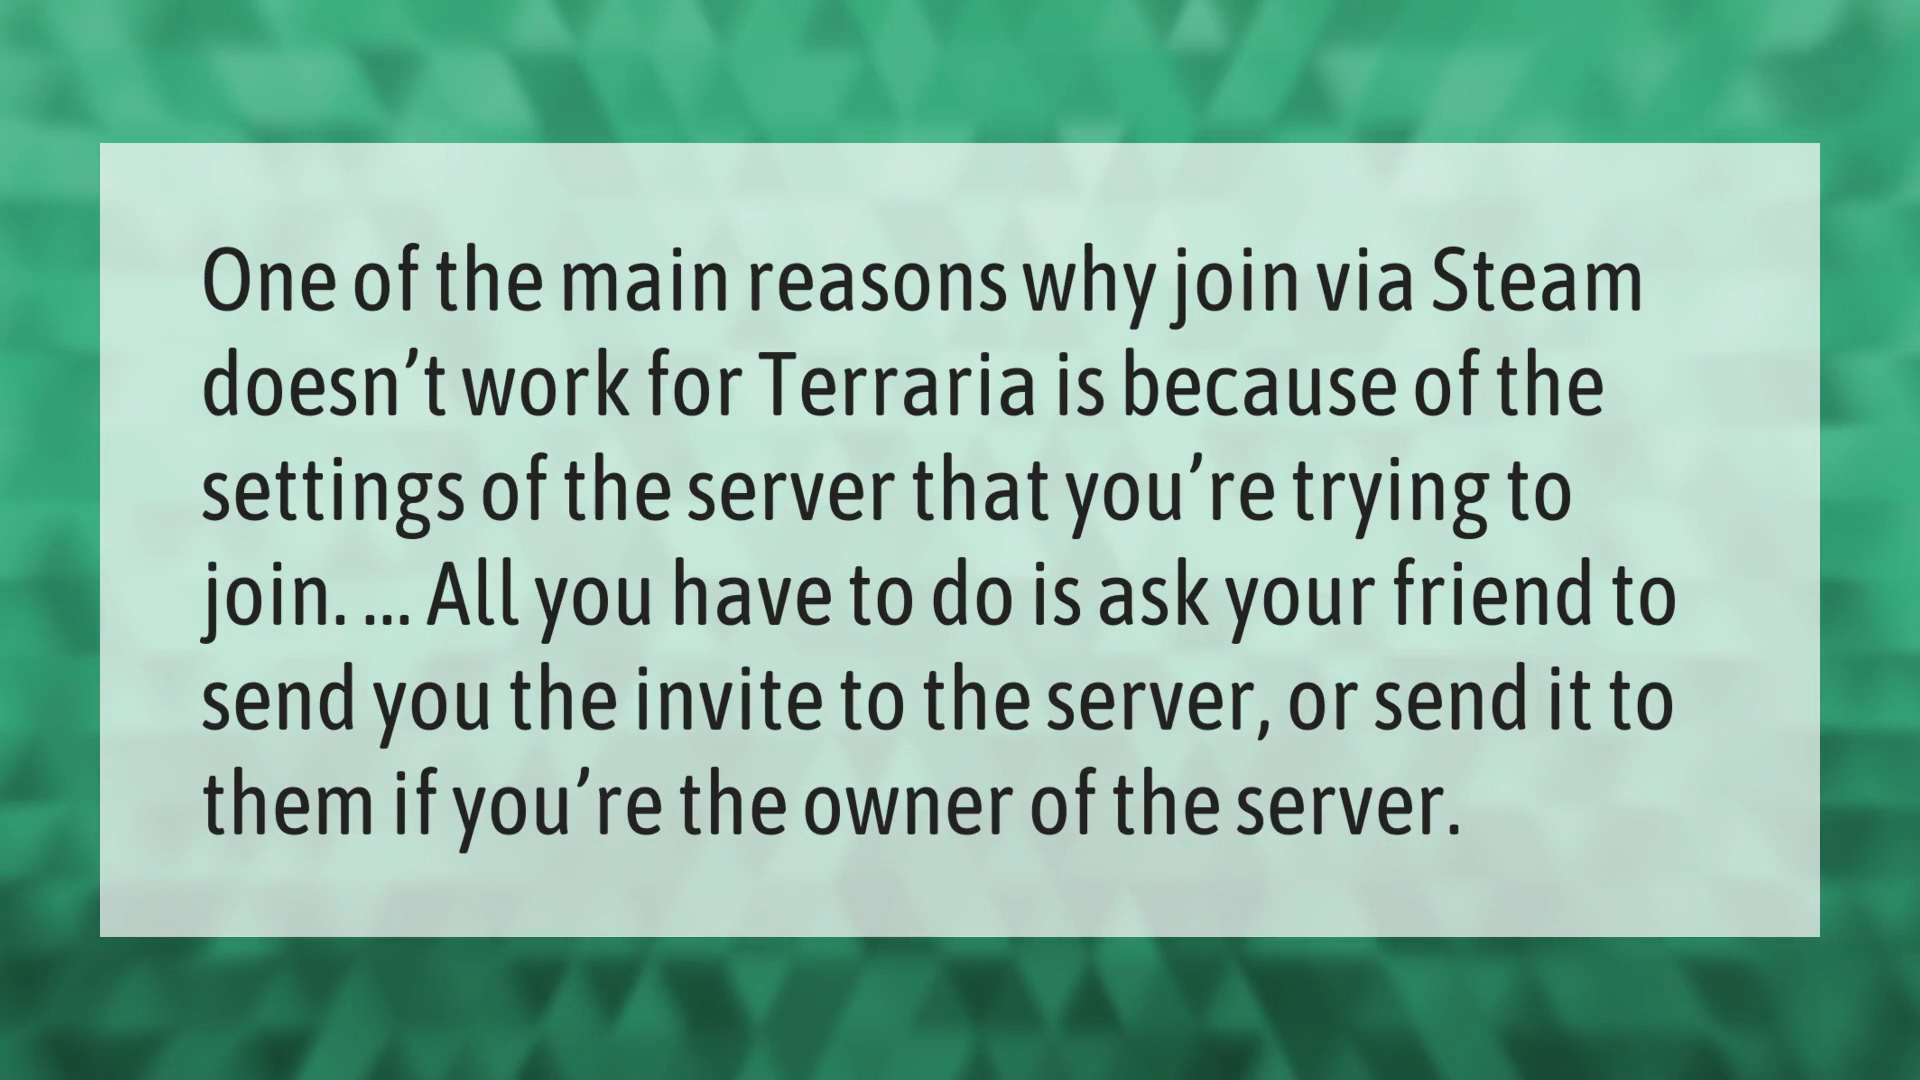 One of the main reasons why join via Steam
doesn’t work for Terraria is because of the
settings of the server that you’re trying to
join. ... All you have to do is ask your friend to
send you the invite to the server, or send it to
them if you’re the owner of the server.